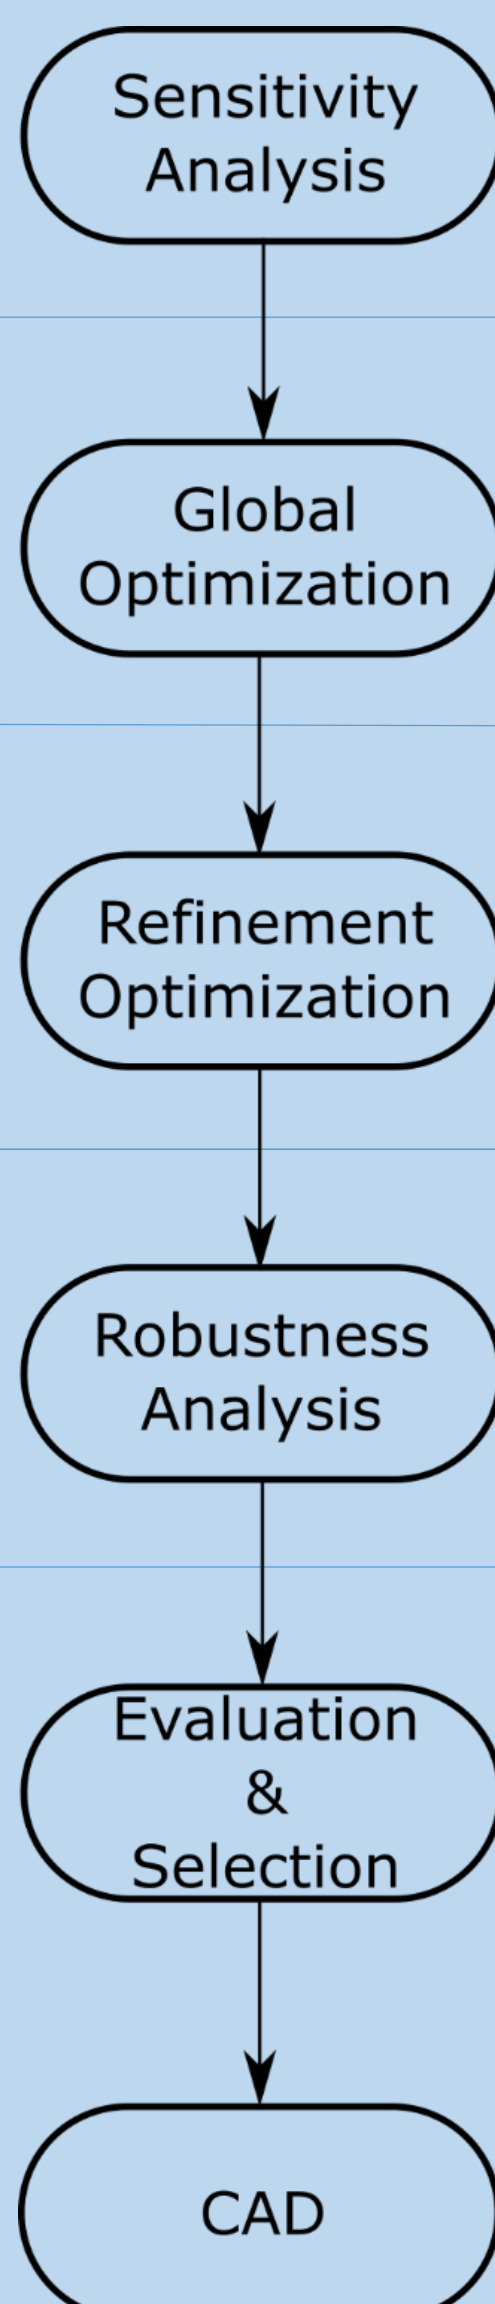 Sensitivity
Analysis
Global
Optimization
Refinement
Optimization
Robustness
Analysis
Evaluation
&
Selection
CAD